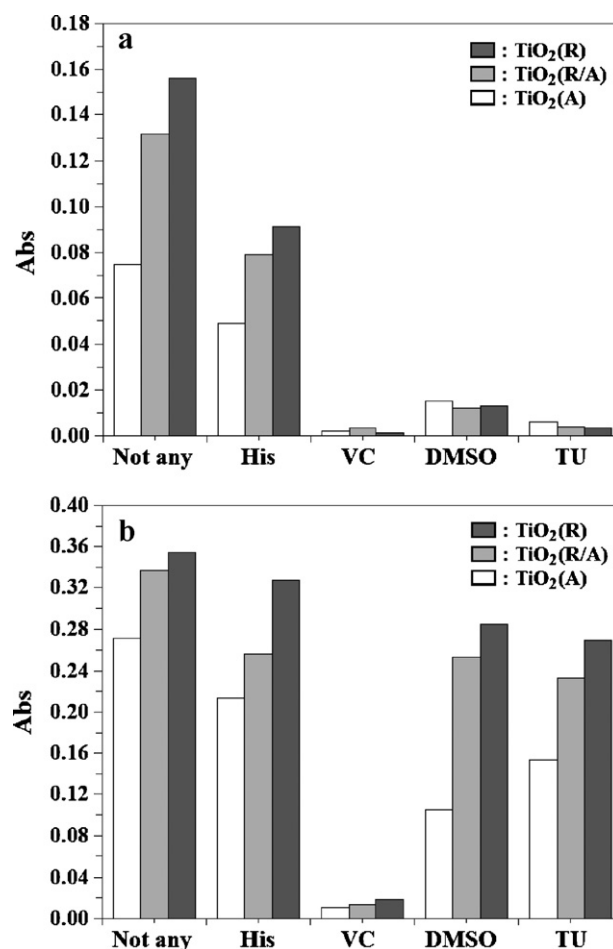 a
0.18
0.16
0.14
0.12
0.10
0.08
0.06
0.04
0.02
0.00
Abs
: TiO₂(R)
: TiO₂(R/A)
: TiO₂(A)
Not any His VC DMSO TU
b
0.40
0.36
0.32
0.28
0.24
0.20
0.16
0.12
0.08
0.04
0.00
Abs
: TiO₂(R)
: TiO₂(R/A)
: TiO₂(A)
Not any His VC DMSO TU